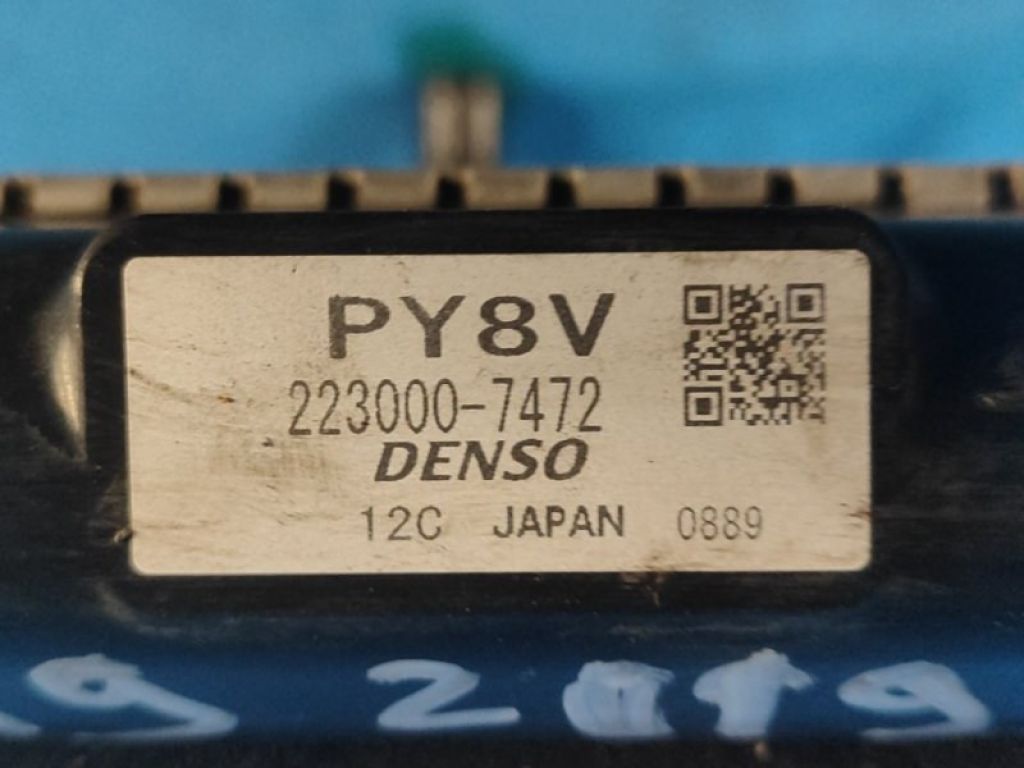 PY8V
223000-7472
DENSO
12C JAPAN 0889
2019